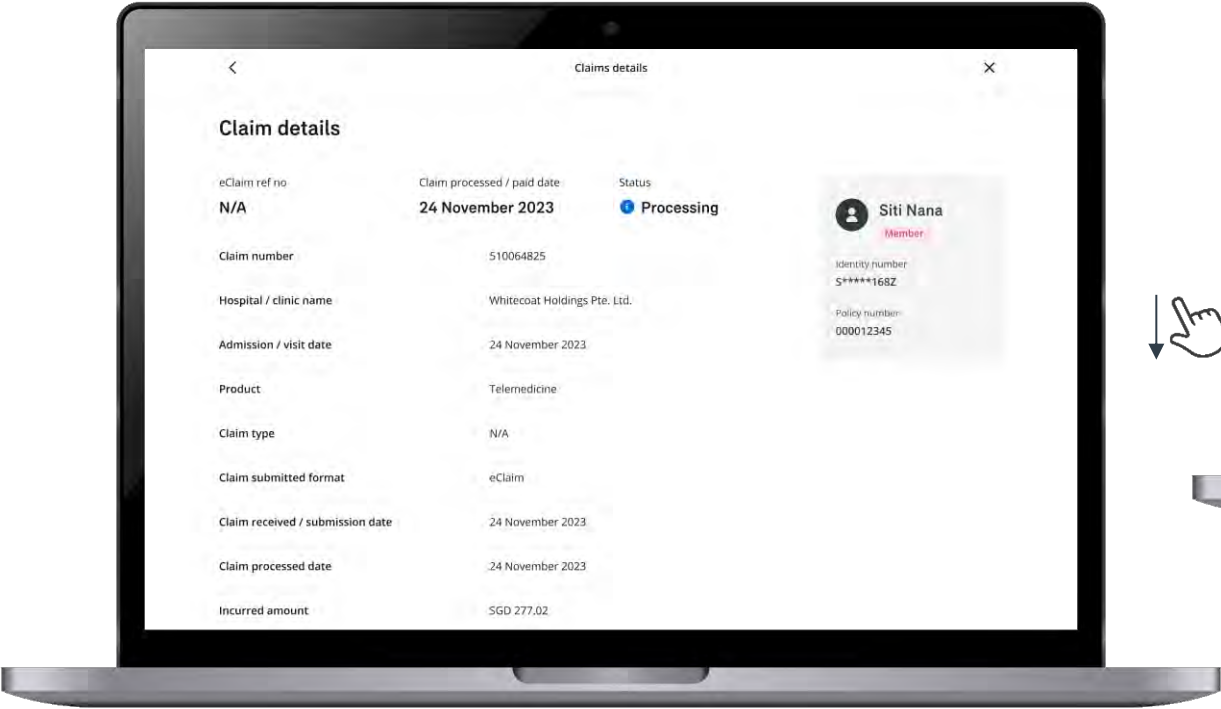 Claims details
Claim details
eClaim ref no Claim processed / paid date Status
N/A 24 November 2023 Processing
Siti Nana
Member
Claim number 510064825
Identity number
S*****168Z
Hospital / clinic name Whitecoat Holdings Pte. Ltd.
Policy number
000012345
Admission / visit date 24 November 2023
Product Telemedicine
Claim type N/A
Claim submitted format eClaim
Claim received / submission date 24 November 2023
Claim processed date 24 November 2023
Incurred amount SGD 277.02